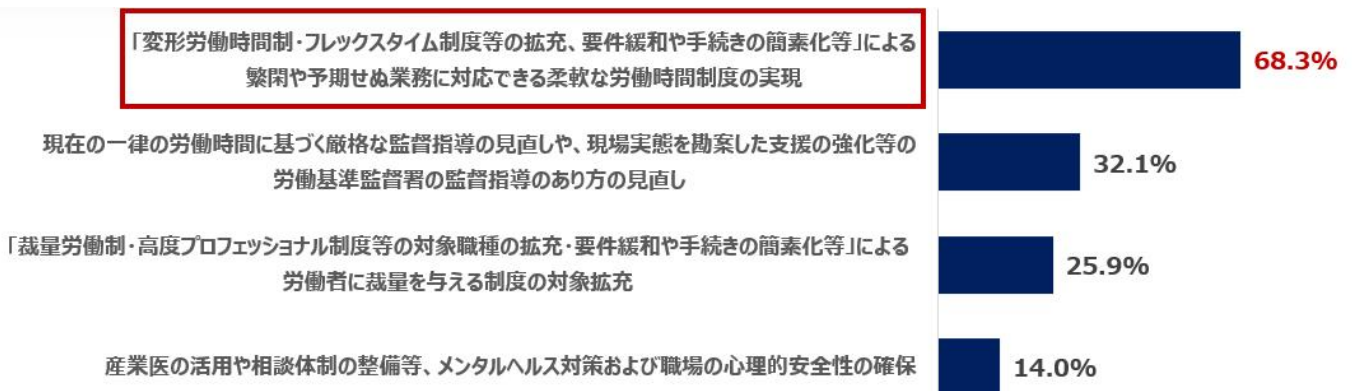 「変形労働時間制・フレックスタイム制度等の拡充、要件緩和や手続きの簡素化等」による
繁閑や予期せぬ業務に対応できる柔軟な労働時間制度の実現
68.3%
現在の一律の労働時間に基づく厳格な監督指導の見直しや、現場実態を勘案した支援の強化等の
労働基準監督署の監督指導のあり方の見直し
32.1%
「裁量労働制・高度プロフェッショナル制度等の対象職種の拡充・要件緩和や手続きの簡素化等」による
労働者に裁量を与える制度の対象拡充
25.9%
産業医の活用や相談体制の整備等、メンタルヘルス対策および職場の心理的安全性の確保
14.0%